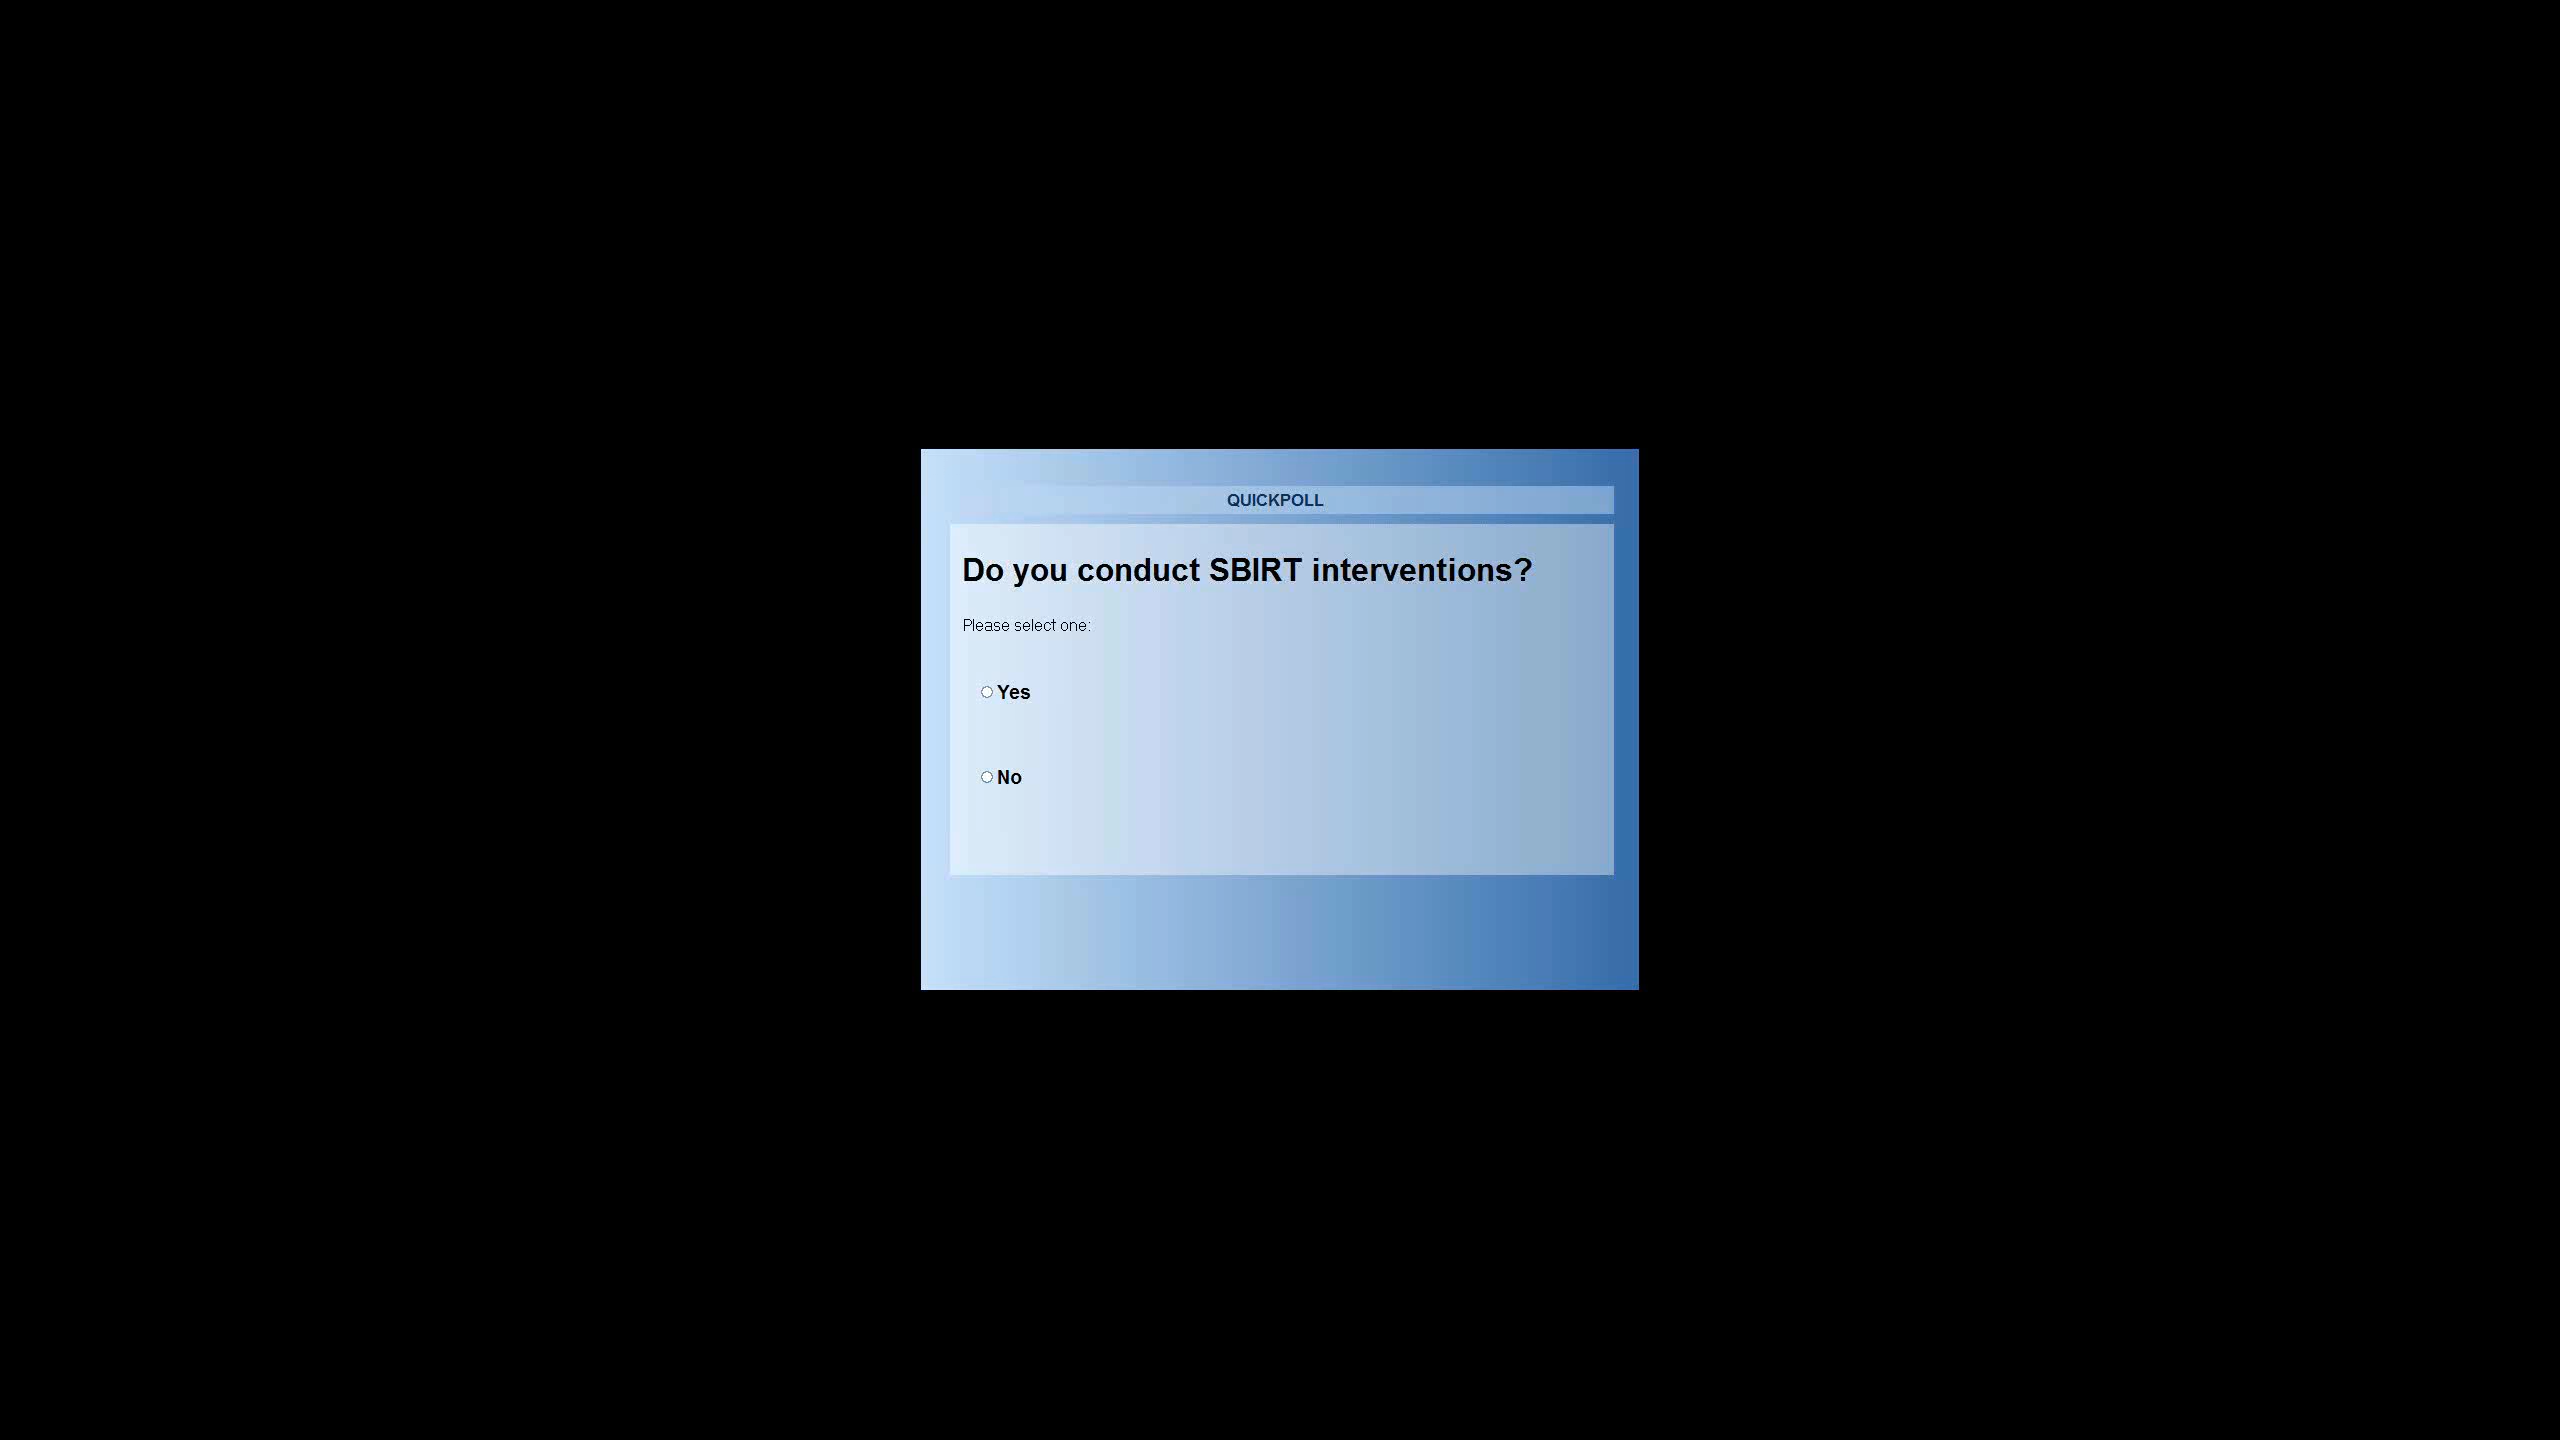 QUICKPOLL
Do you conduct SBIRT interventions?
Please select one:
Yes
No